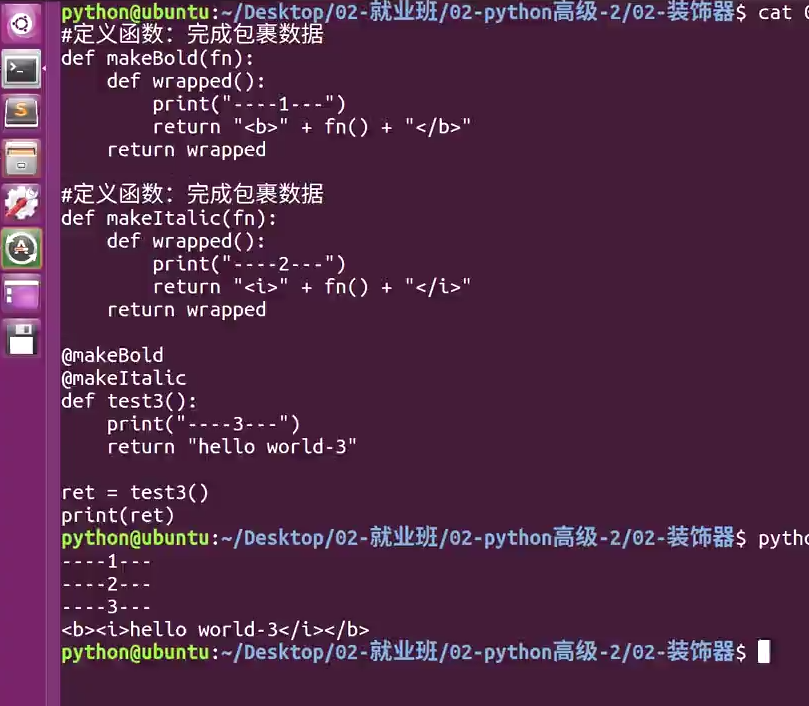 python@ubuntu:~/Desktop/02-就业班/02-python高级-2/02-装饰器$ cat
#定义函数：完成包裹数据
def makeBold(fn):
    def wrapped():
        print("----1---")
        return "<b>" + fn() + "</b>"
    return wrapped

#定义函数：完成包裹数据
def makeItalic(fn):
    def wrapped():
        print("----2---")
        return "<i>" + fn() + "</i>"
    return wrapped

@makeBold
@makeItalic
def test3():
    print("----3---")
    return "hello world-3"

ret = test3()
print(ret)
python@ubuntu:~/Desktop/02-就业班/02-python高级-2/02-装饰器$ pytho
----1---
----2---
----3---
<b><i>hello world-3</i></b>
python@ubuntu:~/Desktop/02-就业班/02-python高级-2/02-装饰器$